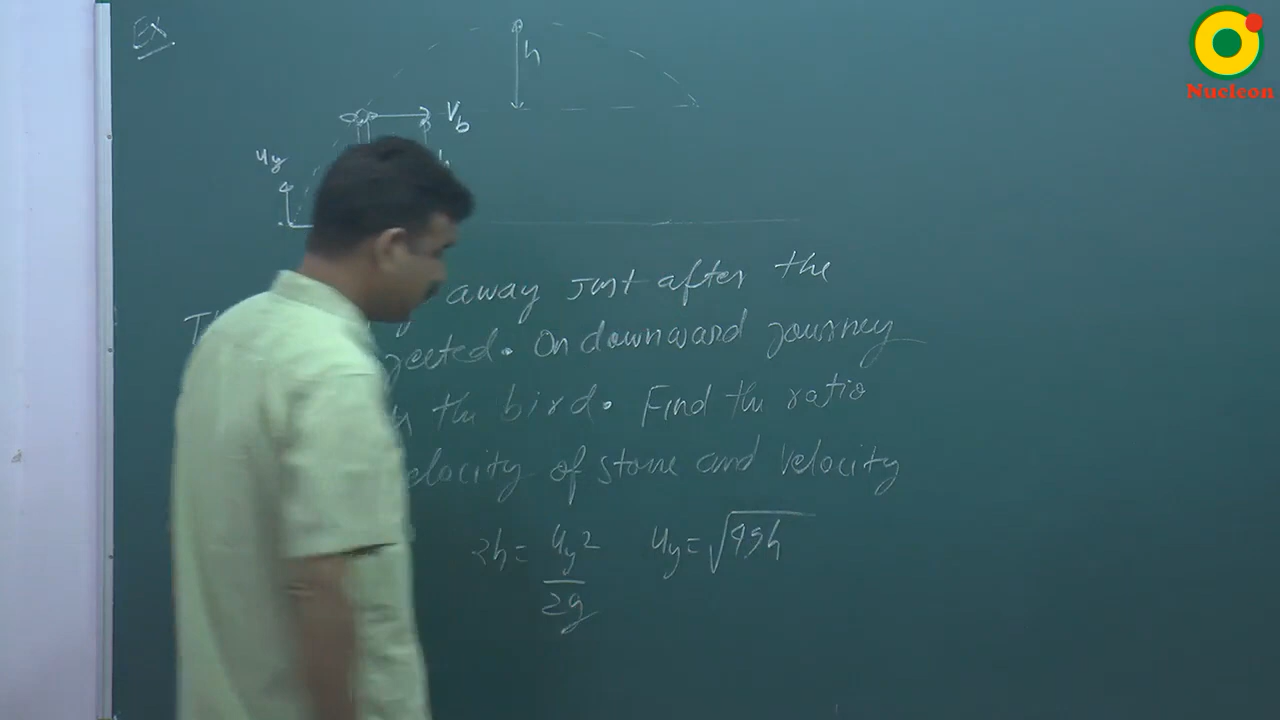 Ex
h
Vb
uy
h
away just after the
jected. On downward journey
the bird. Find the ratio
elocity of stone and velocity
2h = uy2/2g uy = √4gh
Nucleon